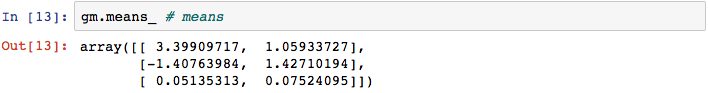 In [13]: gm.means_ # means
Out[13]: array([[ 3.39909717,  1.05933727],
[-1.40763984,  1.42710194],
[ 0.05135313,  0.07524095]])